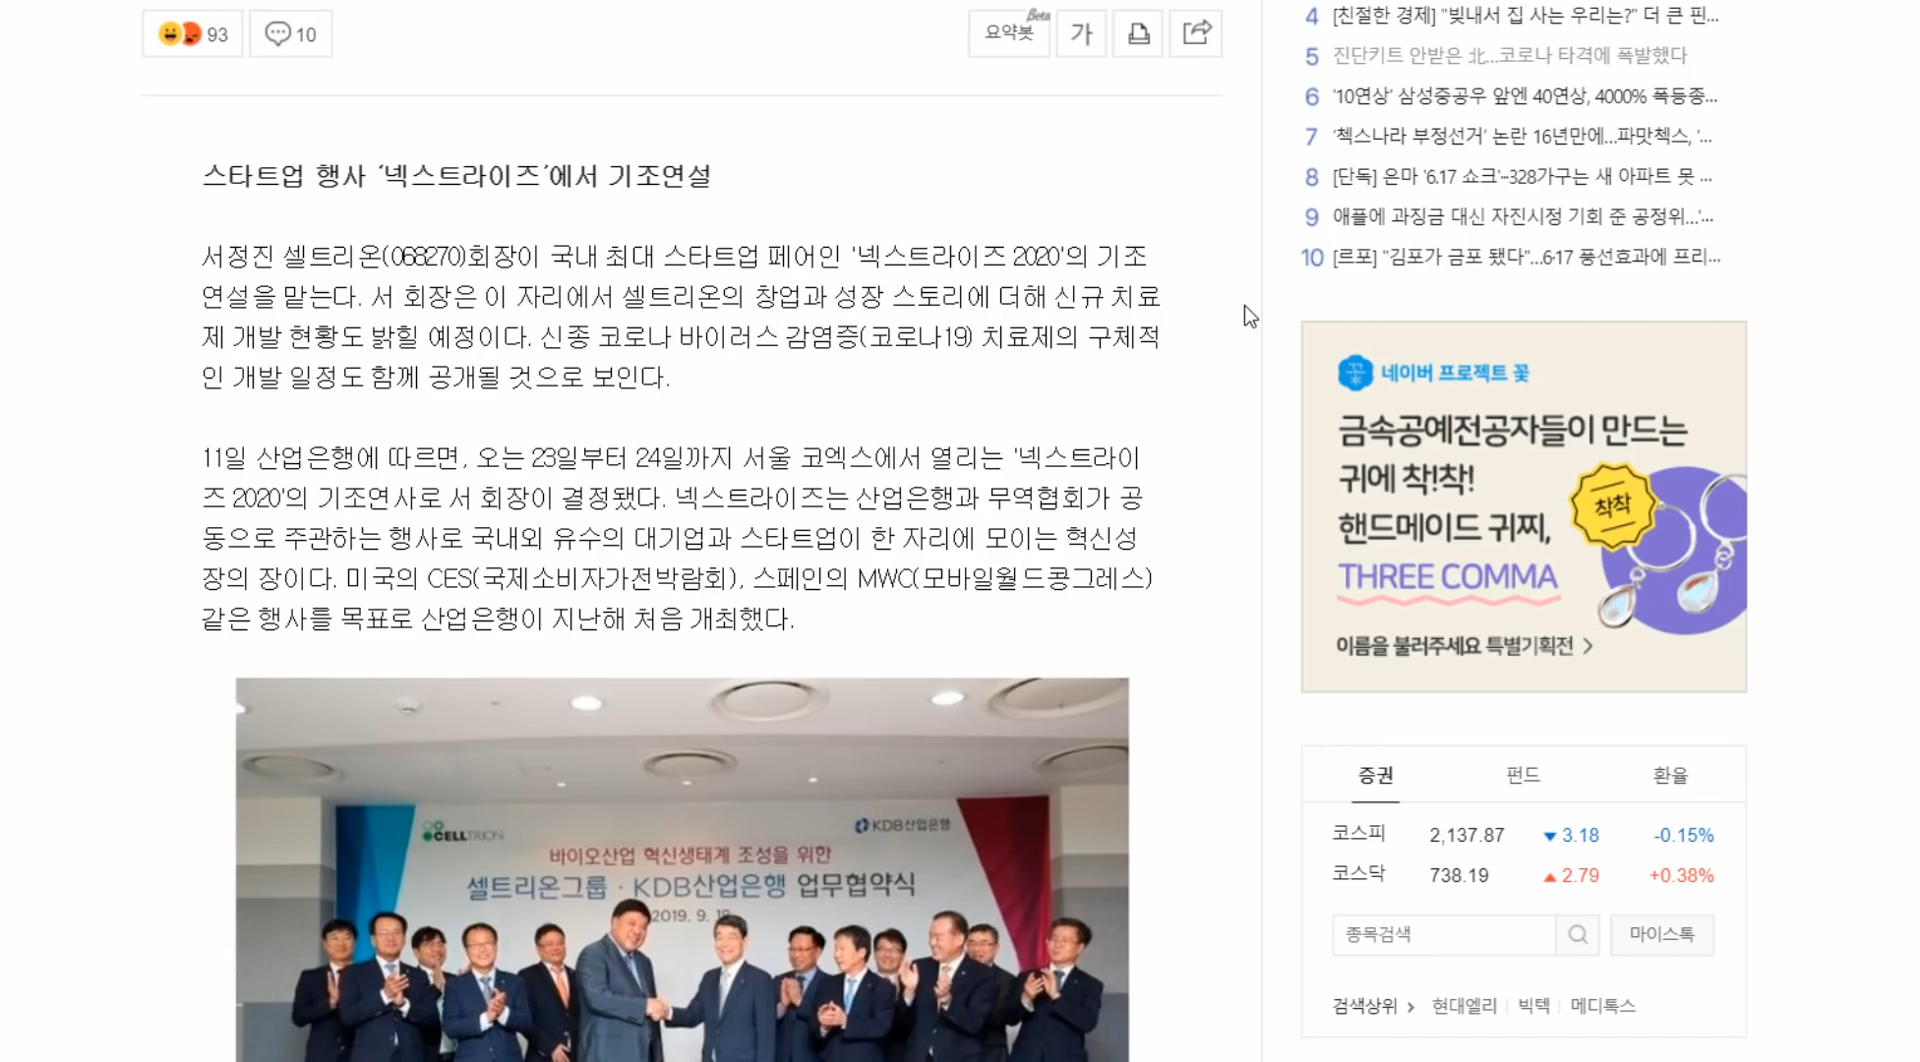 93
10
요약봇
Beta
가
스타트업 행사 ‘넥스트라이즈’에서 기조연설
서정진 셀트리온(068270)회장이 국내 최대 스타트업 페어인 '넥스트라이즈 2020'의 기조
연설을 맡는다. 서 회장은 이 자리에서 셀트리온의 창업과 성장 스토리에 더해 신규 치료
제 개발 현황도 밝힐 예정이다. 신종 코로나 바이러스 감염증(코로나19) 치료제의 구체적
인 개발 일정도 함께 공개될 것으로 보인다.
11일 산업은행에 따르면, 오는 23일부터 24일까지 서울 코엑스에서 열리는 '넥스트라이
즈 2020'의 기조연사로 서 회장이 결정됐다. 넥스트라이즈는 산업은행과 무역협회가 공
동으로 주관하는 행사로 국내외 유수의 대기업과 스타트업이 한 자리에 모이는 혁신성
장의 장이다. 미국의 CES(국제소비자가전박람회), 스페인의 MWC(모바일월드콩그레스)
같은 행사를 목표로 산업은행이 지난해 처음 개최했다.
CELLTRION
KDB산업은행
바이오산업 혁신생태계 조성을 위한
셀트리온그룹 · KDB산업은행 업무협약식
2019. 9. 18
4 [친절한 경제] "빚내서 집 사는 우리는?" 더 큰 핀...
5 진단키트 안받은 北...코로나 타격에 폭발했다
6 '10연상' 삼성중공우 앞엔 40연상, 4000% 폭등종...
7 '첵스나라 부정선거' 논란 16년만에...파맛첵스, '...
8 [단독] 은마 '6.17 쇼크'··328가구는 새 아파트 못 ...
9 애플에 과징금 대신 자진시정 기회 준 공정위...'...
10 [르포] "김포가 금포 됐다"...6·17 풍선효과에 프리...
네이버 프로젝트 꽃
금속공예전공자들이 만드는
귀에 착!착!
핸드메이드 귀찌,
THREE COMMA
착착
이름을 불러주세요 특별기획전 >
증권 펀드 환율
코스피 2,137.87 ▼3.18 -0.15%
코스닥 738.19 ▲2.79 +0.38%
종목검색 마이스톡
검색상위 > 현대엘리 | 빅텍 | 메디톡스